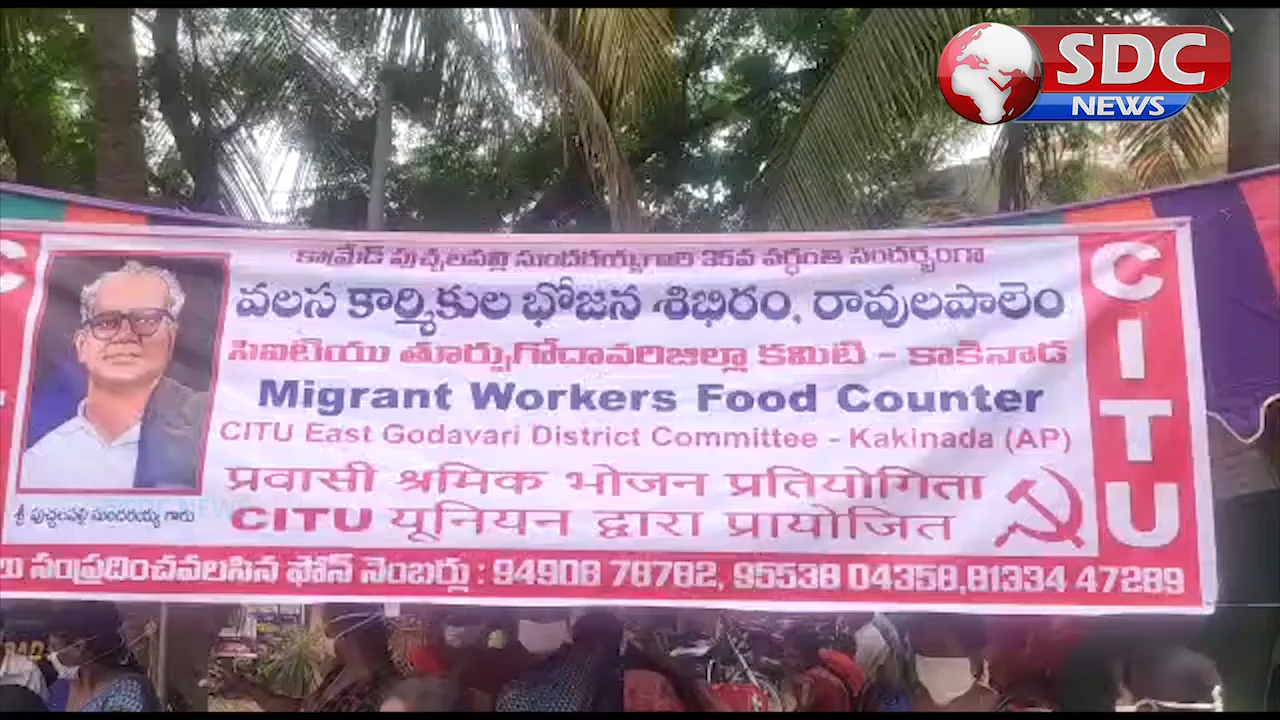 SDC
NEWS
కామ్రేడ్ పుచ్చలపల్లి సుందరయ్యగారి 35వ వర్ధంతి సందర్భంగా
వలస కార్మికుల భోజన శిభిరం, రావులపాలెం
సిఐటియు తూర్పుగోదావరిజిల్లా కమిటి - కాకినాడ
Migrant Workers Food Counter
CITU East Godavari District Committee - Kakinada (AP)
प्रवासी श्रमिक भोजन प्रतियोगिता
CITU यूनियन द्वारा प्रायोजित
శ్రీ పుచ్చలపల్లి సుందరయ్య గారు
CITU
సంప్రదించవలసిన ఫోన్ నెంబర్లు : 94908 78782, 95538 04358,81334 47289